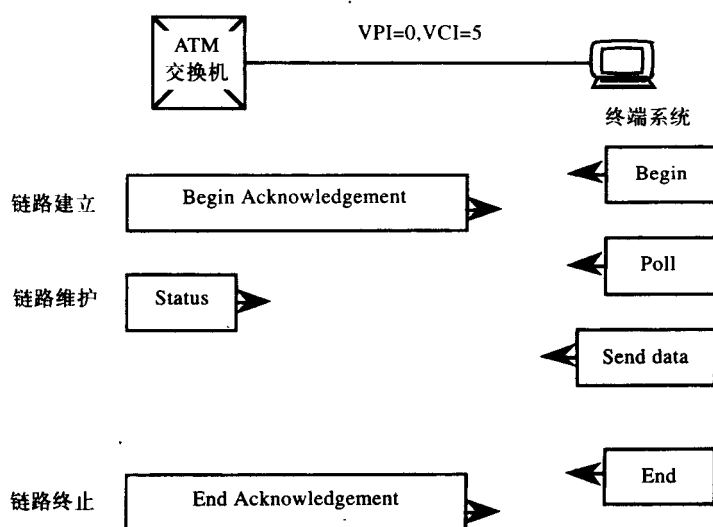 ATM
交换机
VPI=0,VCI=5
终端系统
Begin
链路建立
Begin Acknowledgement
Poll
链路维护
Status
Send data
End
链路终止
End Acknowledgement